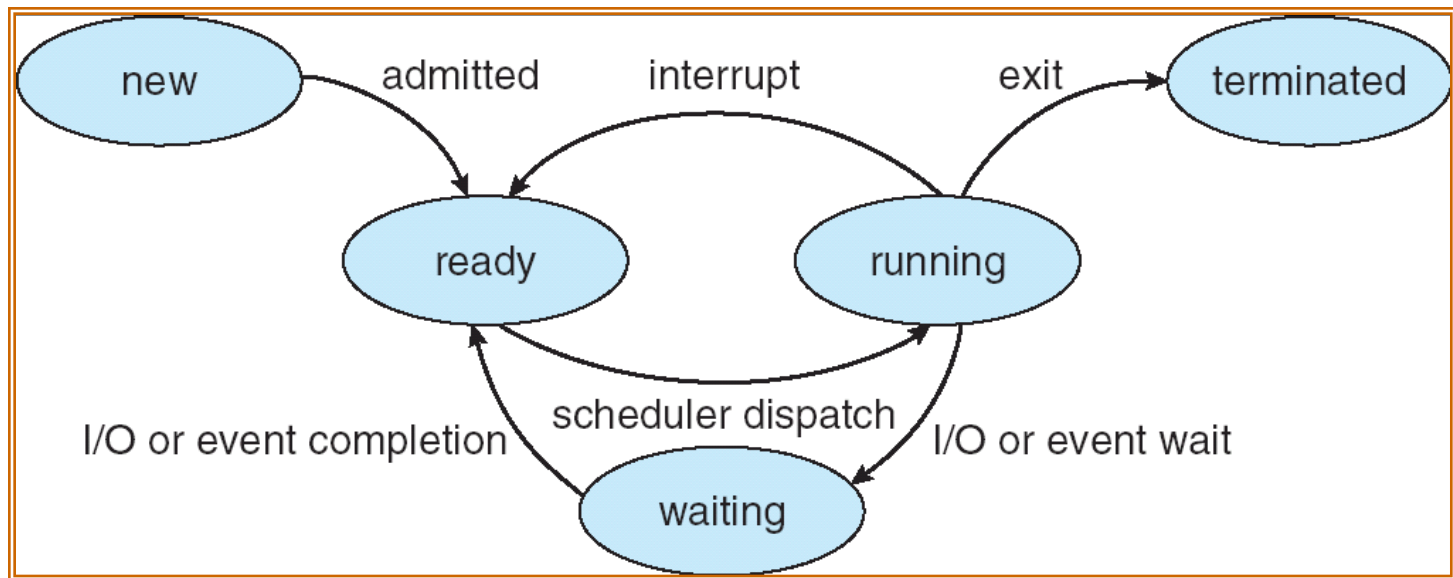 new
admitted
interrupt
exit
terminated
ready
running
scheduler dispatch
I/O or event completion
I/O or event wait
waiting